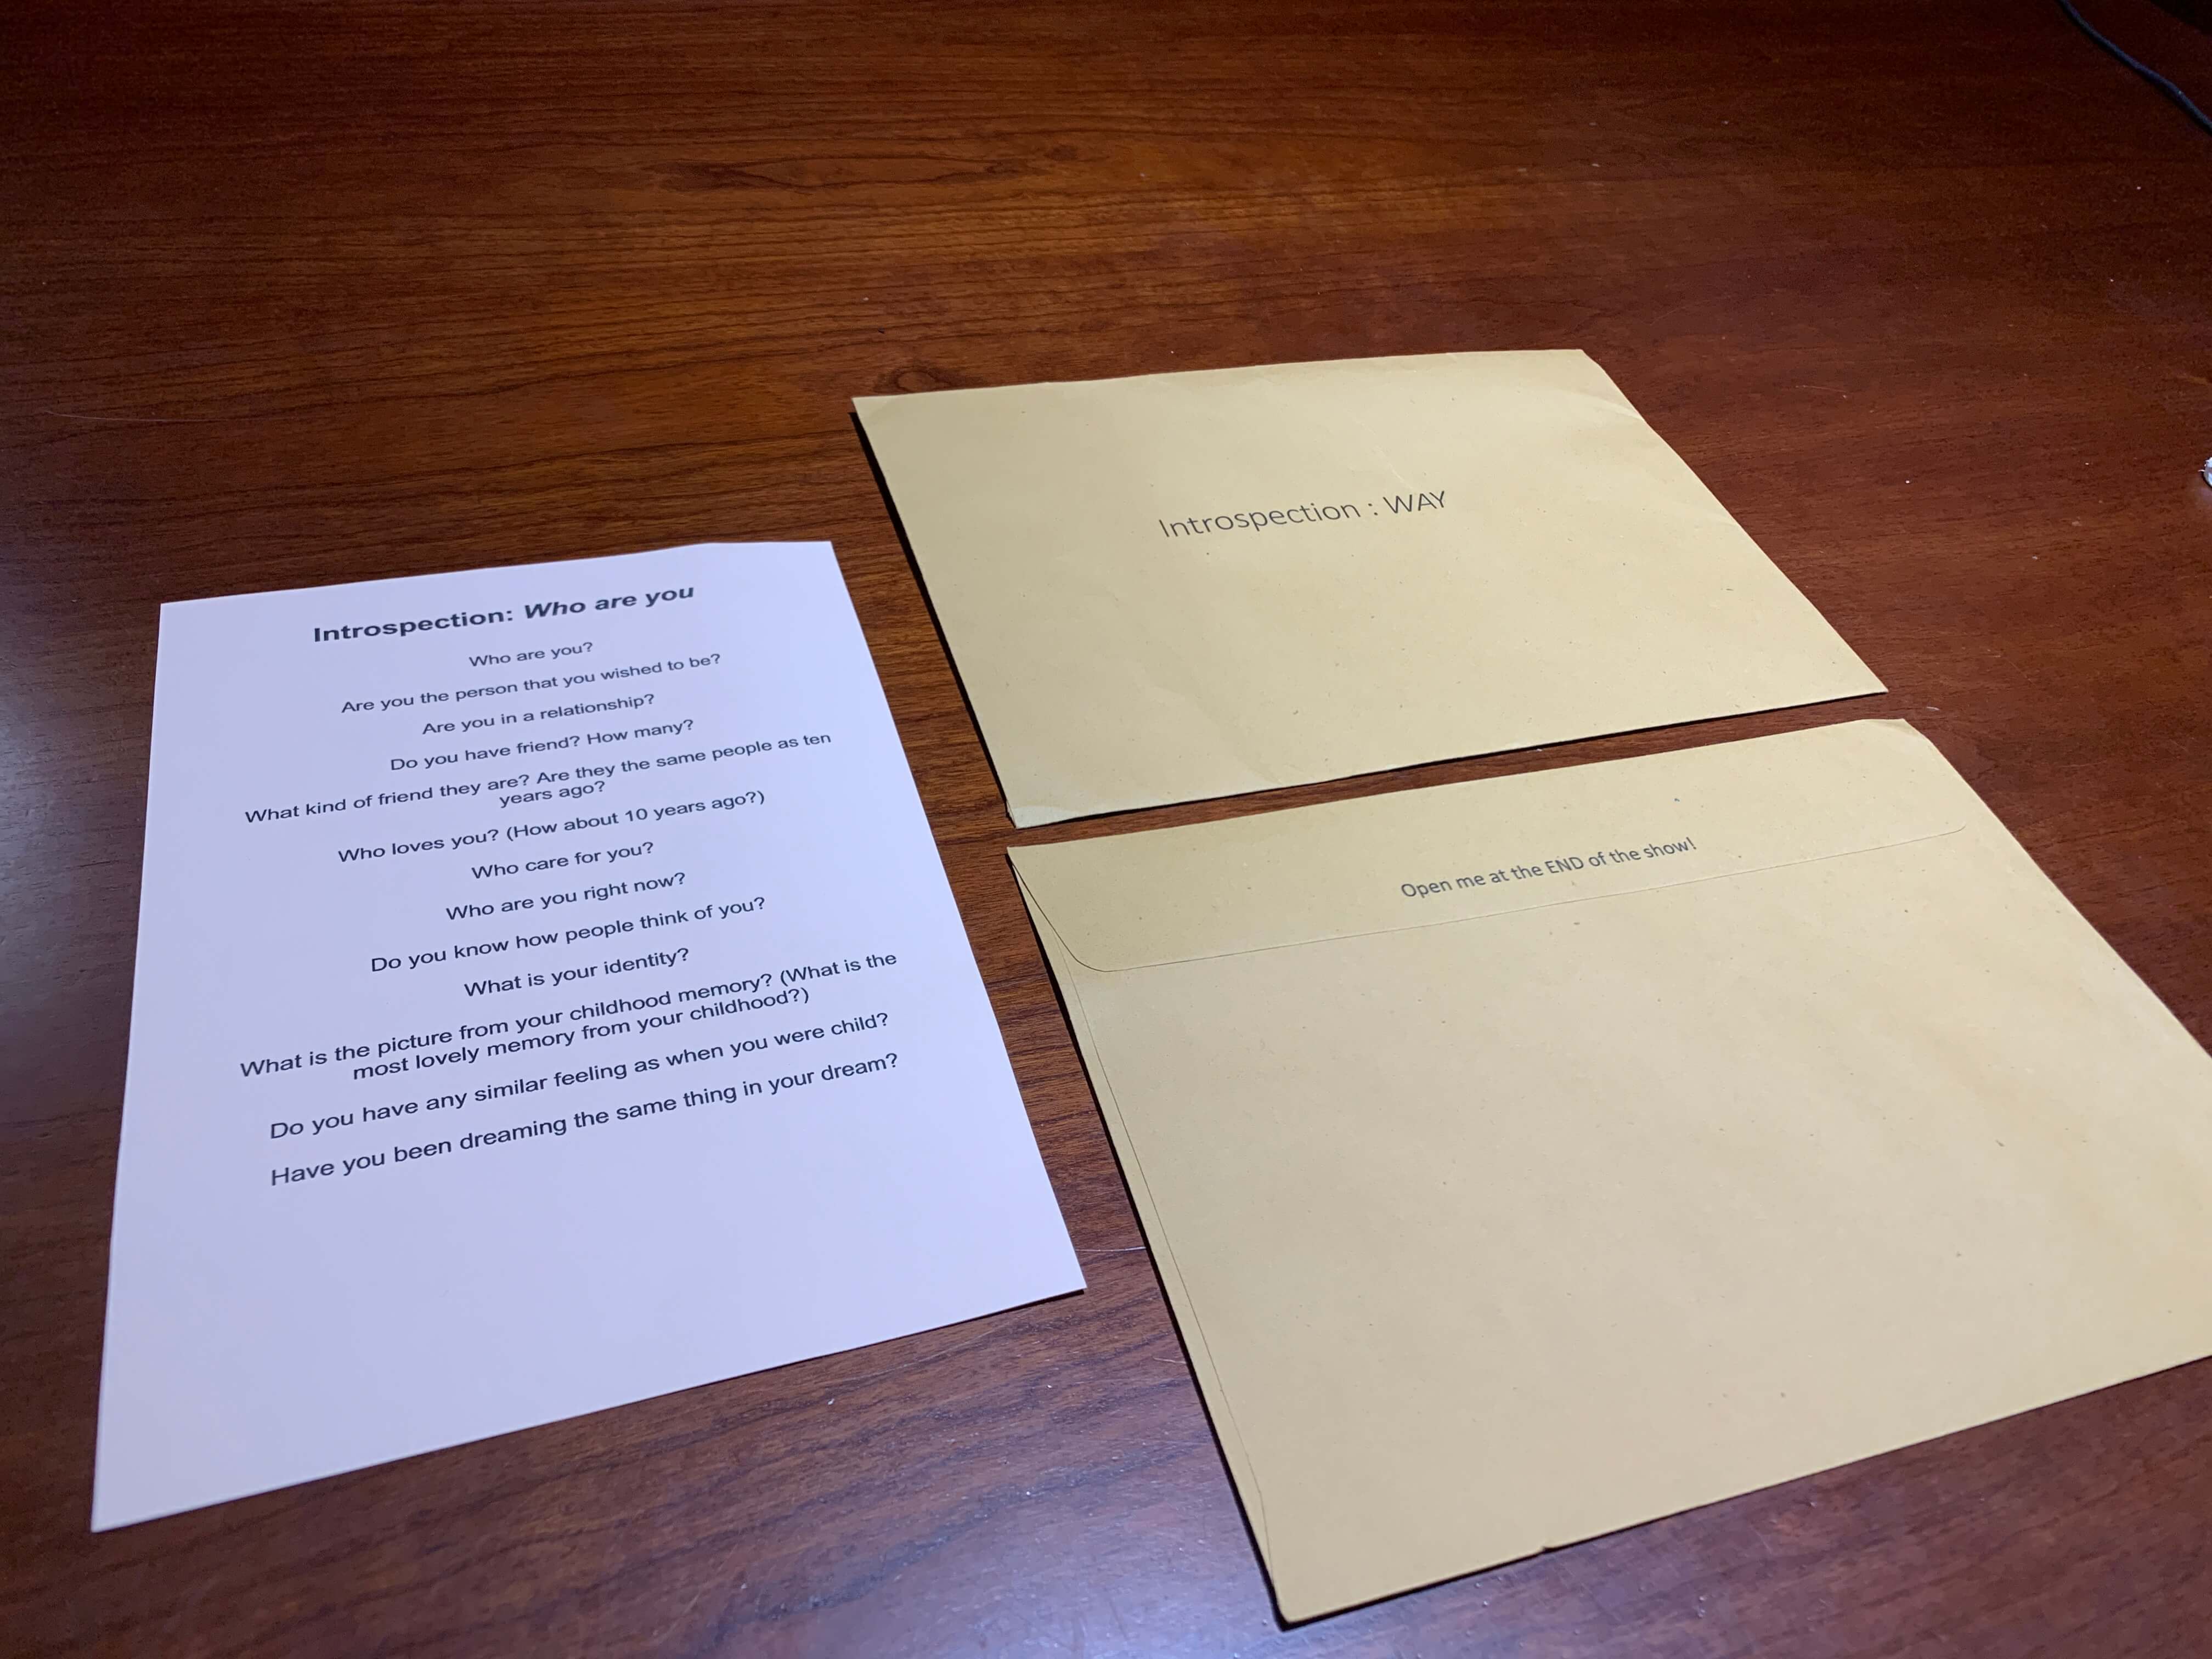 Introspection: Who are you
Who are you?
Are you the person that you wished to be?
Are you in a relationship?
Do you have friend? How many?
What kind of friend they are? Are they the same people as ten
years ago?
Who loves you? (How about 10 years ago?)
Who care for you?
Who are you right now?
Do you know how people think of you?
What is your identity?
What is the picture from your childhood memory? (What is the
most lovely memory from your childhood?)
Do you have any similar feeling as when you were child?
Have you been dreaming the same thing in your dream?
Introspection : WAY
Open me at the END of the show!